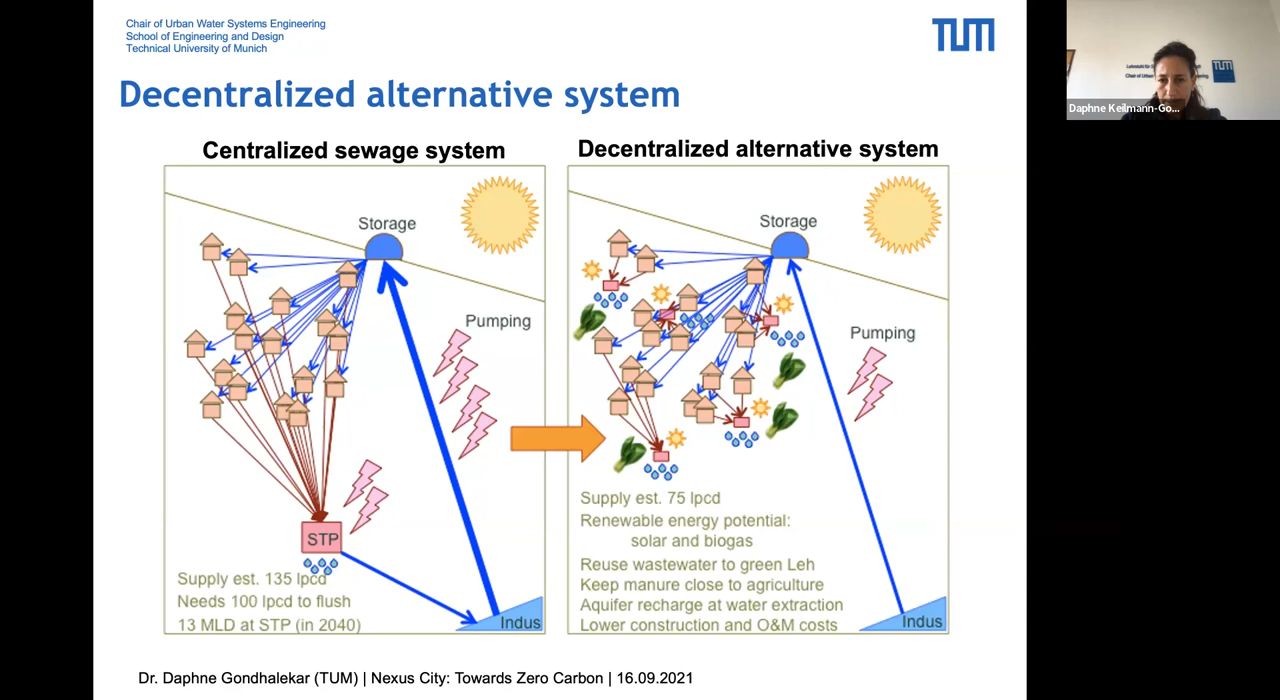 Chair of Urban Water Systems Engineering
School of Engineering and Design
Technical University of Munich
TUM
Decentralized alternative system
Centralized sewage system
Storage
Pumping
STP
Supply est. 135 lpcd
Needs 100 lpcd to flush
13 MLD at STP (in 2040)
Indus
Decentralized alternative system
Storage
Pumping
Supply est. 75 lpcd
Renewable energy potential:
solar and biogas
Reuse wastewater to green Leh
Keep manure close to agriculture
Aquifer recharge at water extraction
Lower construction and O&M costs
Indus
Dr. Daphne Gondhalekar (TUM) | Nexus City: Towards Zero Carbon | 16.09.2021
TUM
Chair of Urban
Daphne Keilmann-Go...